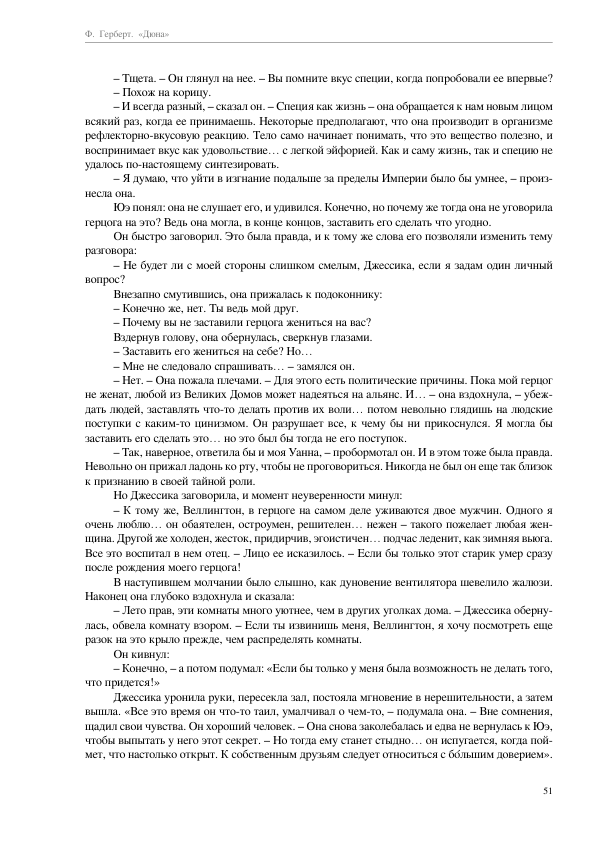 Ф. Герберт. «Дюна»
– Тщета. – Он глянул на нее. – Вы помните вкус специи, когда попробовали ее впервые?
– Похож на корицу.
– И всегда разный, – сказал он. – Специя как жизнь – она обращается к нам новым лицом
всякий раз, когда ее принимаешь. Некоторые предполагают, что она производит в организме
рефлекторно-вкусовую реакцию. Тело само начинает понимать, что это вещество полезно, и
воспринимает вкус как удовольствие… с легкой эйфорией. Как и саму жизнь, так и специю не
удалось по-настоящему синтезировать.
– Я думаю, что уйти в изгнание подальше за пределы Империи было бы умнее, – произ-
несла она.
Юэ понял: она не слушает его, и удивился. Конечно, но почему же тогда она не уговорила
герцога на это? Ведь она могла, в конце концов, заставить его сделать что угодно.
Он быстро заговорил. Это была правда, и к тому же слова его позволяли изменить тему
разговора:
– Не будет ли с моей стороны слишком смелым, Джессика, если я задам один личный
вопрос?
Внезапно смутившись, она прижалась к подоконнику:
– Конечно же, нет. Ты ведь мой друг.
– Почему вы не заставили герцога жениться на вас?
Вздернув голову, она обернулась, сверкнув глазами.
– Заставить его жениться на себе? Но…
– Мне не следовало спрашивать… – замялся он.
– Нет. – Она пожала плечами. – Для этого есть политические причины. Пока мой герцог
не женат, любой из Великих Домов может надеяться на альянс. И… – она вздохнула, – убеж-
дать людей, заставлять что-то делать против их воли… потом невольно глядишь на людские
поступки с каким-то цинизмом. Он разрушает все, к чему бы ни прикоснулся. Я могла бы
заставить его сделать это… но это был бы тогда не его поступок.
– Так, наверное, ответила бы и моя Уанна, – пробормотал он. И в этом тоже была правда.
Невольно он прижал ладонь ко рту, чтобы не проговориться. Никогда не был он еще так близок
к признанию в своей тайной роли.
Но Джессика заговорила, и момент неуверенности минул:
– К тому же, Веллингтон, в герцоге на самом деле уживаются двое мужчин. Одного я
очень люблю… он обаятелен, остроумен, решителен… нежен – такого пожелает любая жен-
щина. Другой же холоден, жесток, придирчив, эгоистичен… подчас леденит, как зимняя вьюга.
Все это воспитал в нем отец. – Лицо ее исказилось. – Если бы только этот старик умер сразу
после рождения моего герцога!
В наступившем молчании было слышно, как дуновение вентилятора шевелило жалюзи.
Наконец она глубоко вздохнула и сказала:
– Лето прав, эти комнаты много уютнее, чем в других уголках дома. – Джессика оберну-
лась, обвела комнату взором. – Если ты извинишь меня, Веллингтон, я хочу посмотреть еще
разок на это крыло прежде, чем распределять комнаты.
Он кивнул:
– Конечно, – а потом подумал: «Если бы только у меня была возможность не делать того,
что придется!»
Джессика уронила руки, пересекла зал, постояла мгновение в нерешительности, а затем
вышла. «Все это время он что-то таил, умалчивал о чем-то, – подумала она. – Вне сомнения,
щадил свои чувства. Он хороший человек. – Она снова заколебалась и едва не вернулась к Юэ,
чтобы выпытать у него этот секрет. – Но тогда ему станет стыдно… он испугается, когда пой-
мет, что настолько открыт. К собственным друзьям следует относиться с бо́льшим доверием».
51